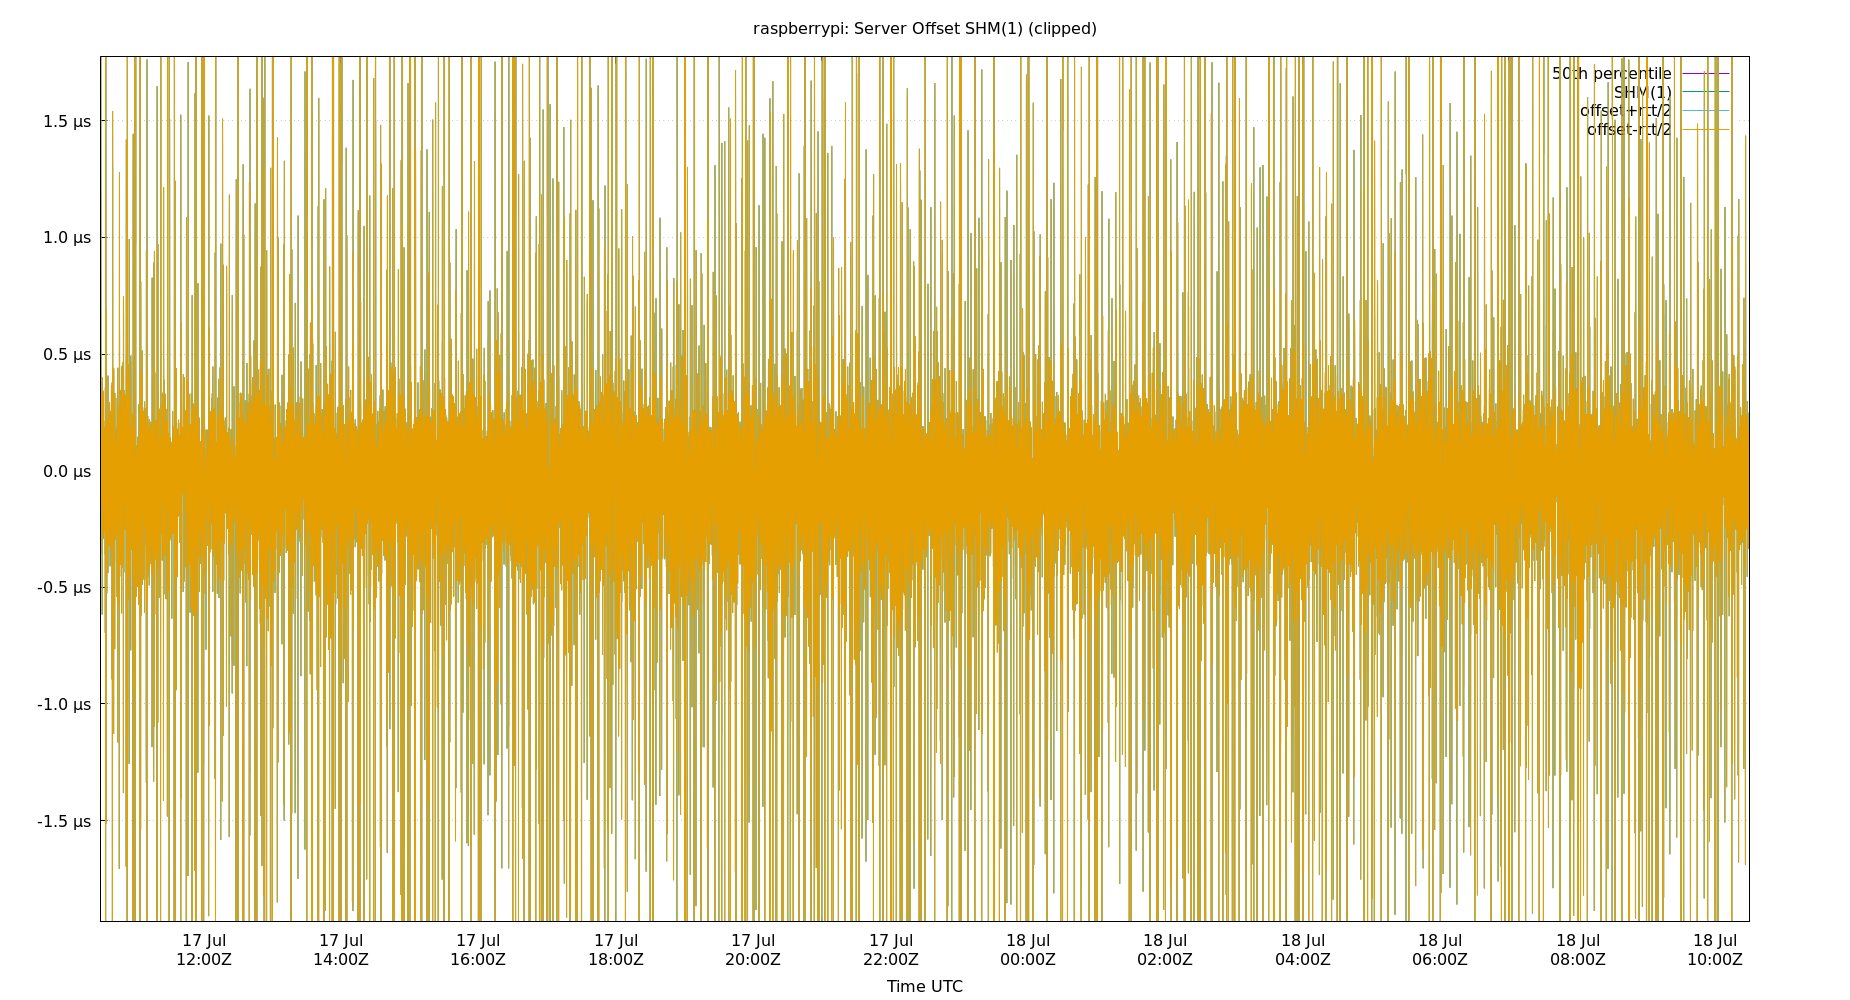 raspberrypi: Server Offset SHM(1) (clipped)
50th percentile
SHM(1)
offset+rtt/2
offset-rtt/2
1.5 µs
1.0 µs
0.5 µs
0.0 µs
-0.5 µs
-1.0 µs
-1.5 µs
17 Jul 17 Jul 17 Jul 17 Jul 17 Jul 17 Jul 18 Jul 18 Jul 18 Jul 18 Jul 18 Jul 18 Jul
12:00Z 14:00Z 16:00Z 18:00Z 20:00Z 22:00Z 00:00Z 02:00Z 04:00Z 06:00Z 08:00Z 10:00Z
Time UTC